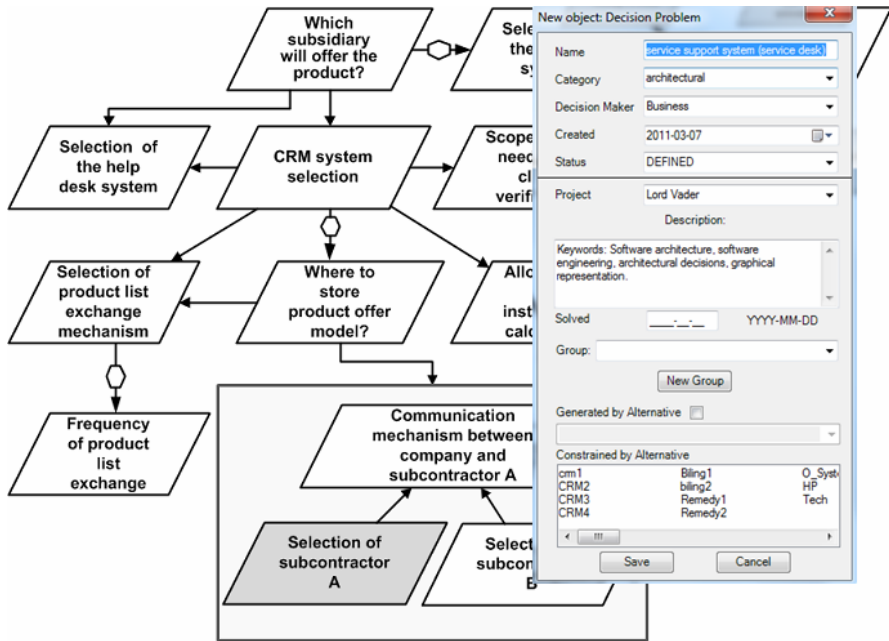 Which
subsidiary
will offer the
product?
Selection of
the help
desk system
CRM system
selection
Selection of
product list
exchange
mechanism
Where to
store
product offer
model?
Frequency
of product
list
exchange
Communication
mechanism between
company and
subcontractor A
Selection of
subcontractor
A
New object: Decision Problem
Name service support system (service desk)
Category architectural
Decision Maker Business
Created 2011-03-07
Status DEFINED
Project Lord Vader
Description:
Keywords: Software architecture, software
engineering, architectural decisions, graphical
representation.
Solved ____-__-__ YYYY-MM-DD
Group:
New Group
Generated by Alternative
Constrained by Alternative
crm1 Biling1
CRM2 biling2 HP
CRM3 Remedy1 Tech
CRM4 Remedy2
Save Cancel